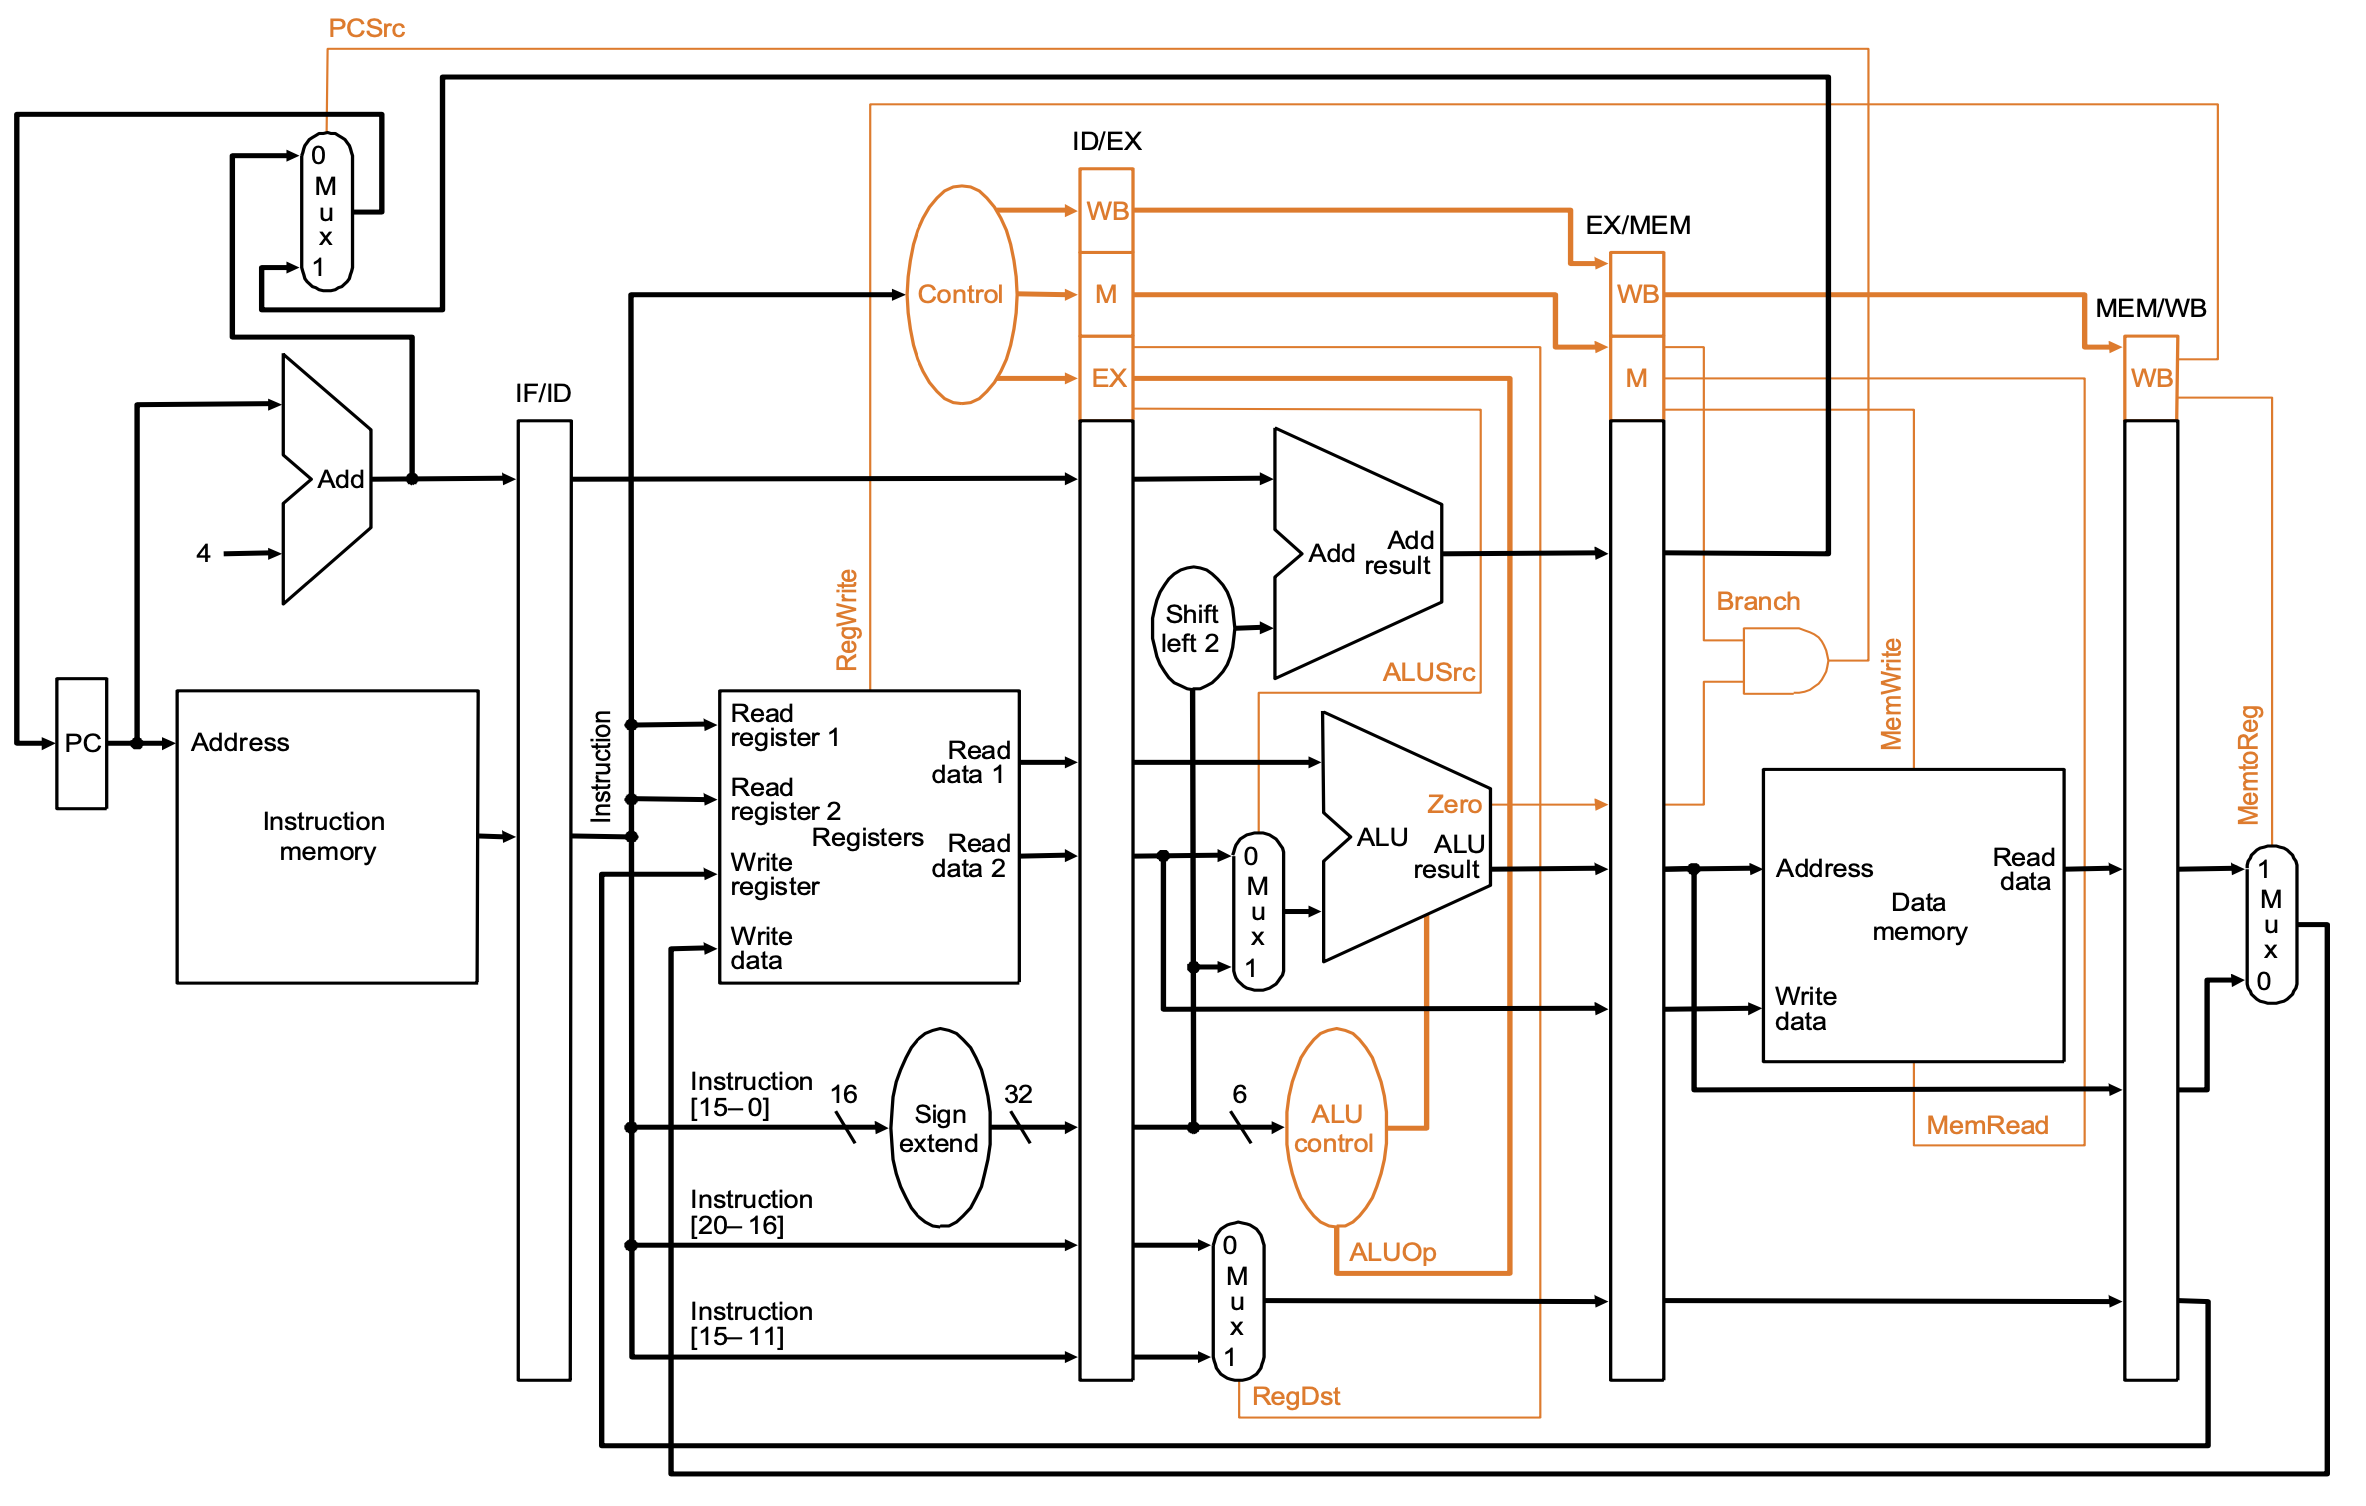 PCSrc
0
M
u
x
1
ID/EX
WB
M
EX
Control
EX/MEM
WB
M
MEM/WB
WB
IF/ID
Add
4
Add
Add
result
Shift
left 2
RegWrite
ALUSrc
Branch
MemWrite
MemtoReg
PC
Address
Instruction
memory
Instruction
Read
register 1
Read
register 2
Registers
Write
register
Write
data
Read
data 1
Read
data 2
0
M
u
x
1
Zero
ALU
ALU
result
Address
Read
data
Data
memory
Write
data
1
M
u
x
0
Instruction
[15–0]
16
Sign
extend
32
6
ALU
control
MemRead
Instruction
[20–16]
ALUOp
0
M
u
x
1
Instruction
[15–11]
RegDst